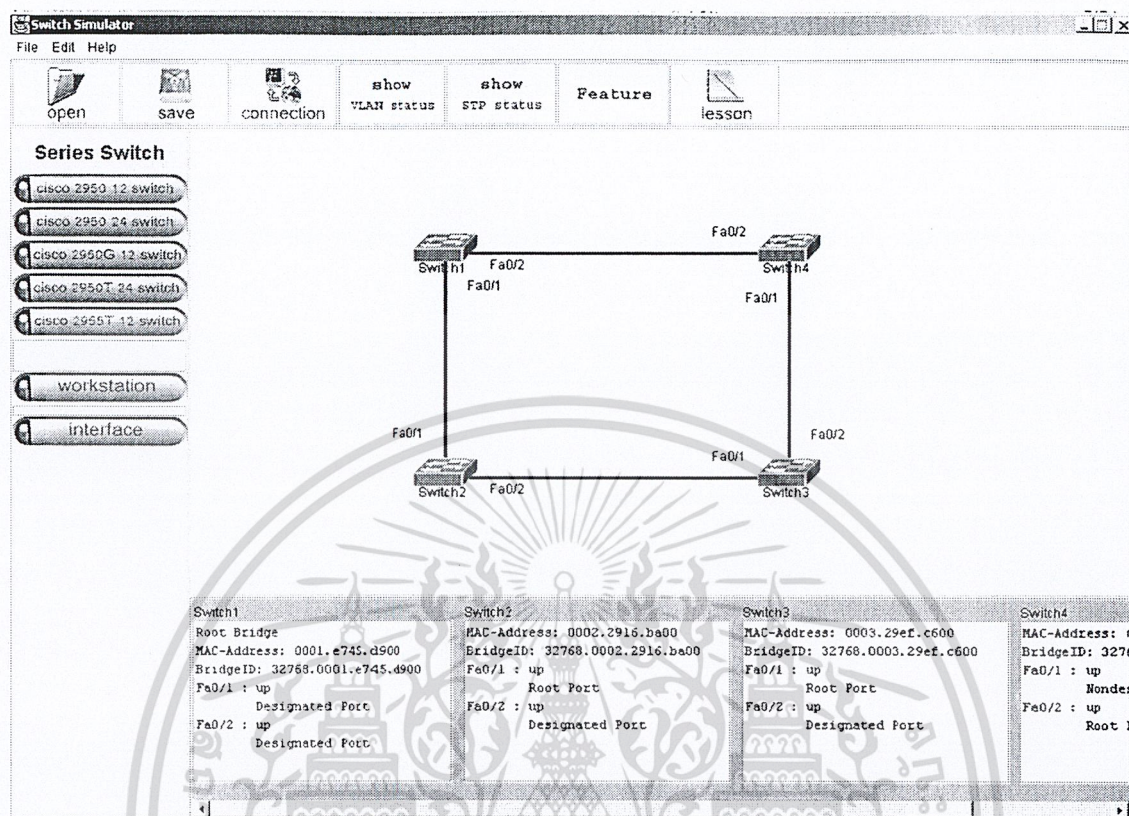 Switch Simulator
File Edit Help
open
save
connection
show
VLAN status
show
STP status
Feature
lesson
Series Switch
cisco 2950 12 switch
cisco 2950 24 switch
cisco 2950G 12 switch
cisco 2950T 24 switch
cisco 2955T 12 switch
workstation
interface
Switch1
Fa0/2
Fa0/1
Fa0/2
Switch4
Fa0/1
Fa0/1
Switch2
Fa0/2
Fa0/1
Fa0/2
Switch3
Switch1
Root Bridge
MAC-Address: 0001.e745.d900
BridgeID: 32768.0001.e745.d900
Fa0/1 : up
Designated Port
Fa0/2 : up
Designated Port
Switch2
MAC-Address: 0002.2916.ba00
BridgeID: 32768.0002.2916.ba00
Fa0/1 : up
Root Port
Fa0/2 : up
Designated Port
Switch3
MAC-Address: 0003.29ef.c600
BridgeID: 32768.0003.29ef.c600
Fa0/1 : up
Root Port
Fa0/2 : up
Designated Port
Switch4
MAC-Address:
BridgeID: 327
Fa0/1 : up
Nondes
Fa0/2 : up
Root